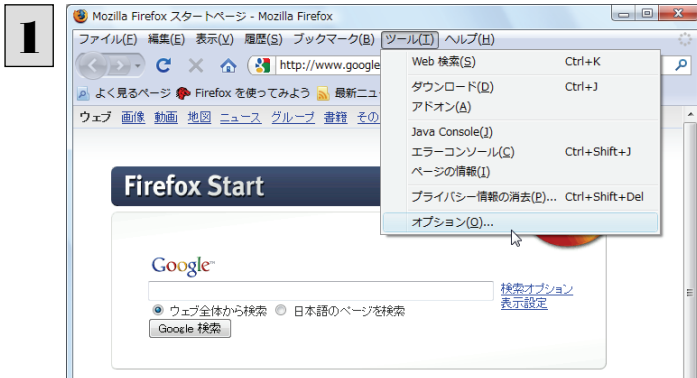 1
Mozilla Firefox スタートページ - Mozilla Firefox
ファイル(F) 編集(E) 表示(V) 履歴(S) ブックマーク(B) ツール(T) ヘルプ(H)
http://www.google
よく見るページ Firefox を使ってみよう 最新ニュ
ウェブ 画像 動画 地図 ニュース グループ 書籍 その
Web 検索(S) Ctrl+K
ダウンロード(D) Ctrl+J
アドオン(A)
Java Console(J)
エラーコンソール(C) Ctrl+Shift+J
ページの情報(I)
プライバシー情報の消去(P)... Ctrl+Shift+Del
オプション(O)...
Firefox Start
Google™
検索オプション
表示設定
ウェブ全体から検索 日本語のページを検索
Google 検索